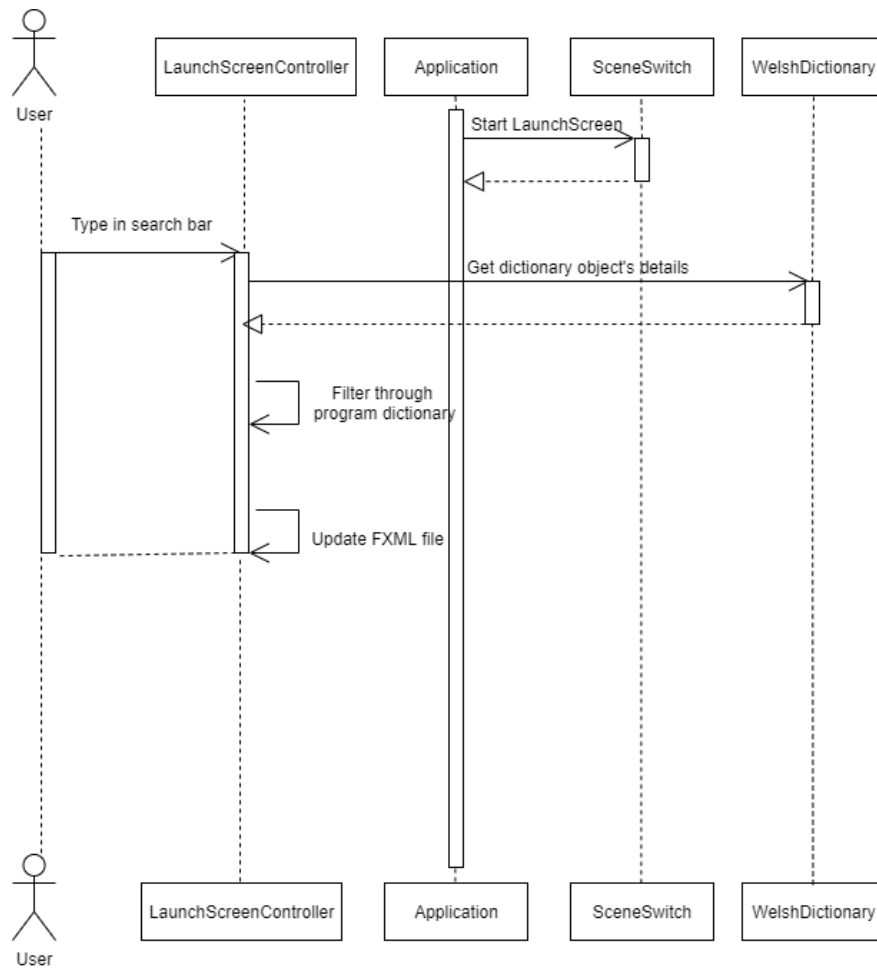 User
LaunchScreenController
Application
SceneSwitch
WelshDictionary
Start LaunchScreen
Type in search bar
Get dictionary object's details
Filter through
program dictionary
Update FXML file
User
LaunchScreenController
Application
SceneSwitch
WelshDictionary